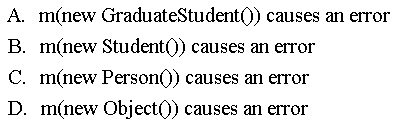 A. m(new GraduateStudent()) causes an error
B. m(new Student()) causes an error
C. m(new Person()) causes an error
D. m(new Object()) causes an error